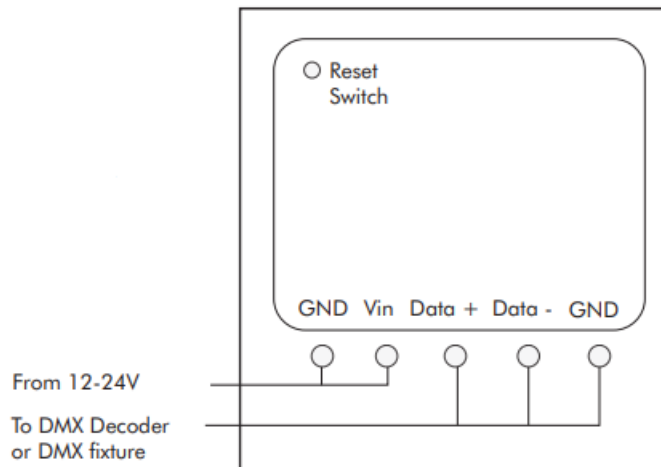 Reset
Switch
GND Vin Data + Data - GND
From 12-24V
To DMX Decoder
or DMX fixture